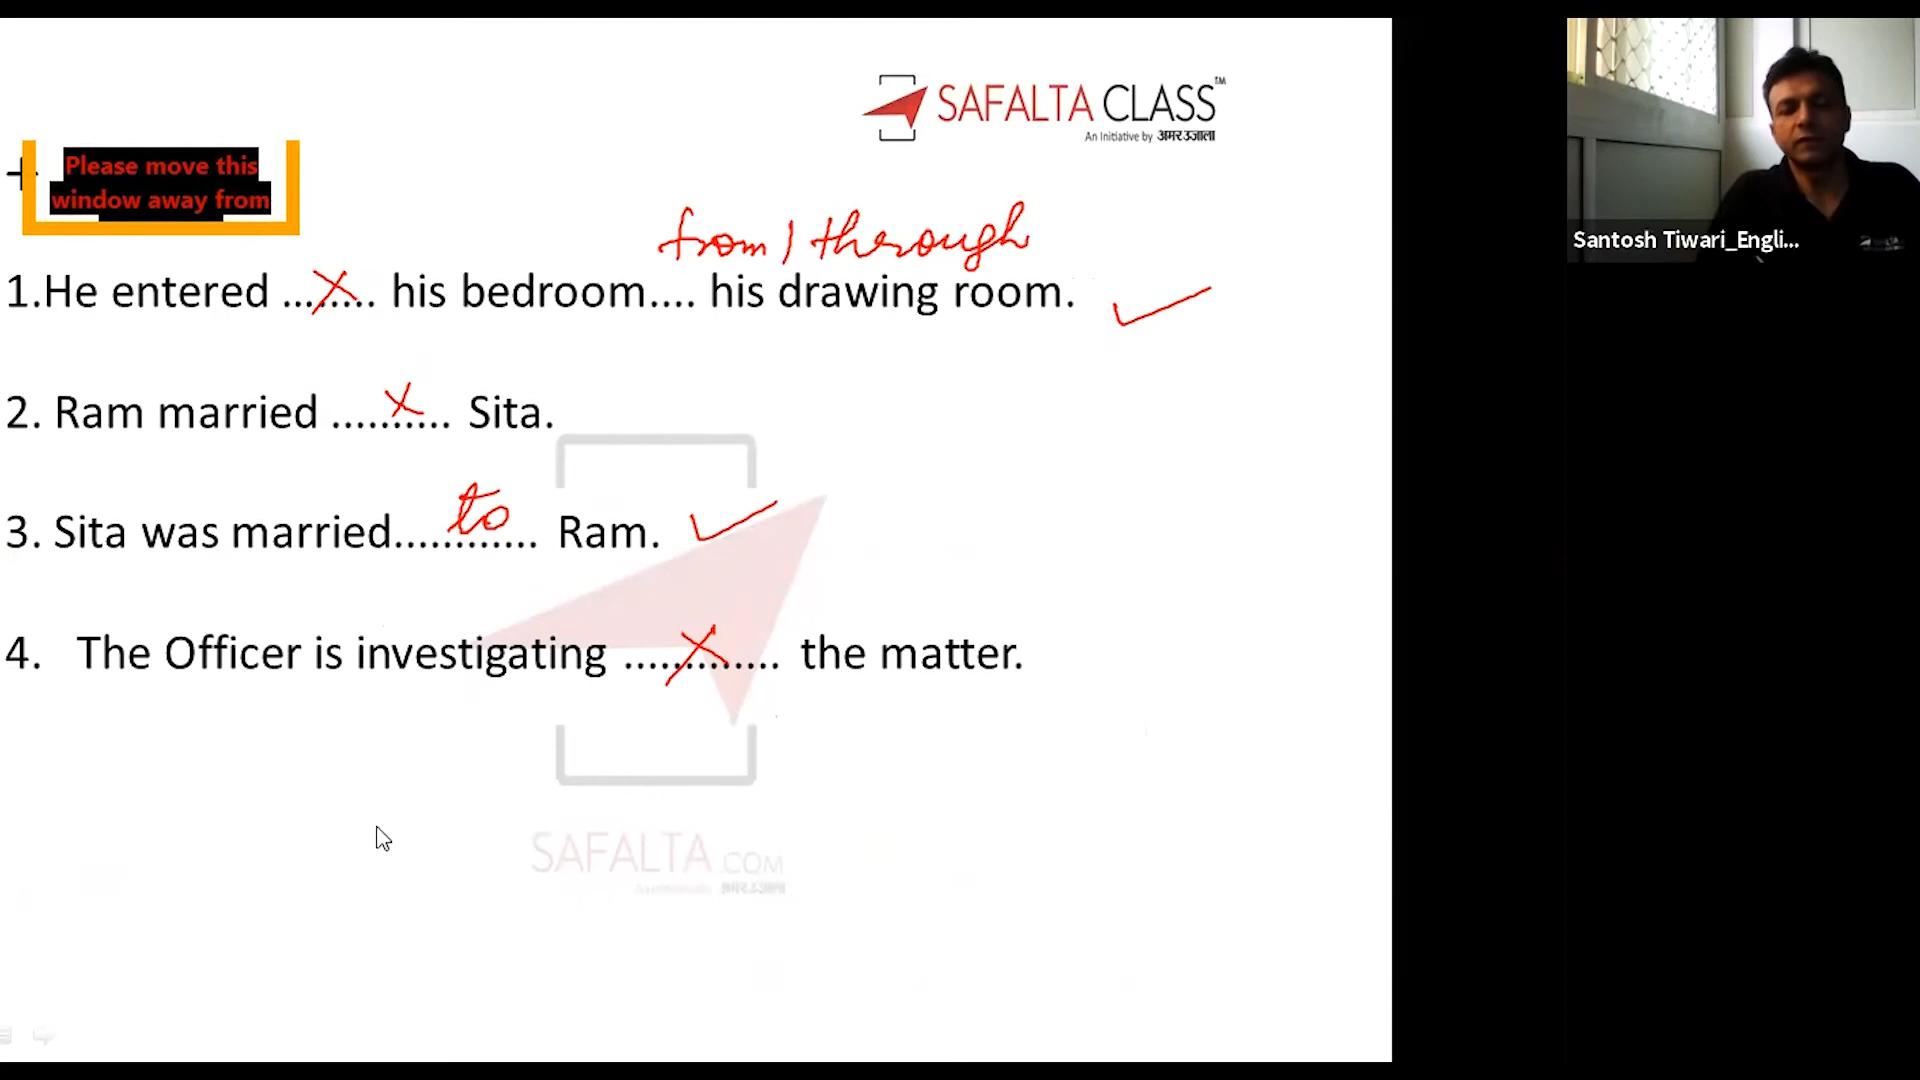 SAFALTA CLASS™
An Initiative by अमर उजाला
Please move this
window away from
from / therough
1.He entered ........ his bedroom.... his drawing room.
x
2. Ram married .......... Sita.
x
3. Sita was married............ Ram.
to
4. The Officer is investigating ............. the matter.
x
SAFALTA.COM
Santosh Tiwari_Engli...